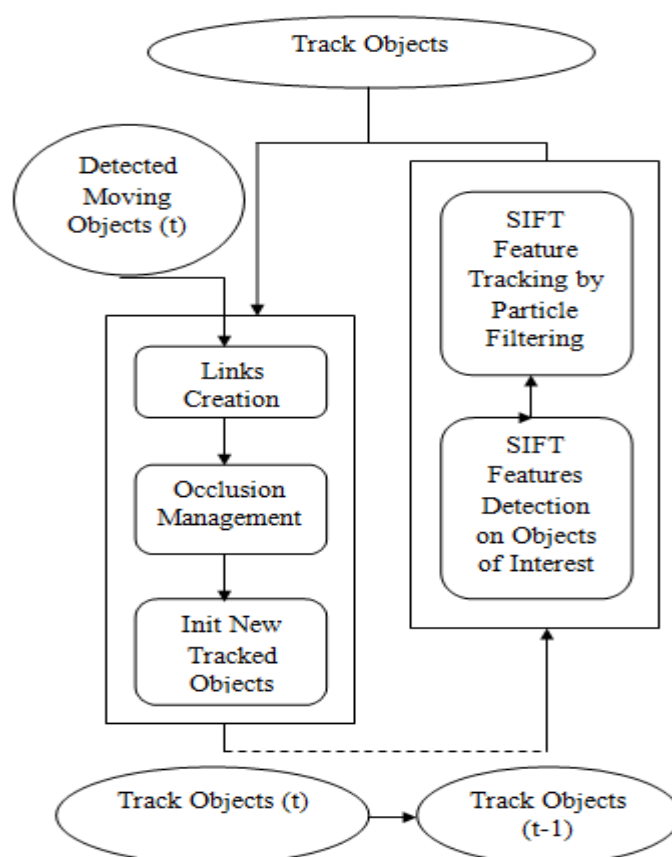 Track Objects
Detected
Moving
Objects (t)
SIFT
Feature
Tracking by
Particle
Filtering
Links
Creation
SIFT
Features
Detection
on Objects
of Interest
Occlusion
Management
Init New
Tracked
Objects
Track Objects (t)
Track Objects
(t-1)